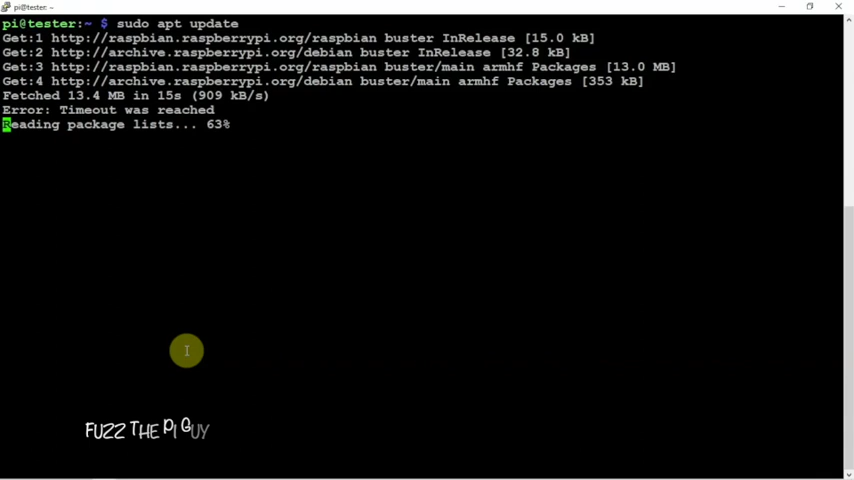 pi@tester: ~
pi@tester:~ $ sudo apt update
Get:1 http://raspbian.raspberrypi.org/raspbian buster InRelease [15.0 kB]
Get:2 http://archive.raspberrypi.org/debian buster InRelease [32.8 kB]
Get:3 http://raspbian.raspberrypi.org/raspbian buster/main armhf Packages [13.0 MB]
Get:4 http://archive.raspberrypi.org/debian buster/main armhf Packages [353 kB]
Fetched 13.4 MB in 15s (909 kB/s)
Error: Timeout was reached
Reading package lists... 63%
FUZZ THE PI GUY